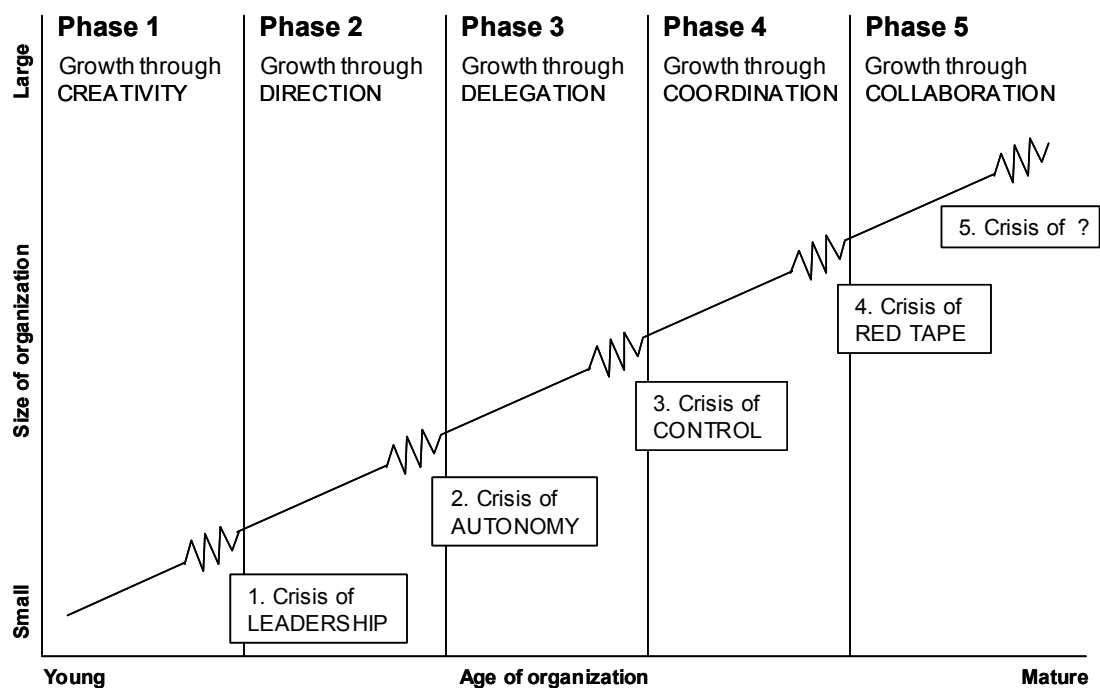 Phase 1
Growth through
CREATIVITY
Phase 2
Growth through
DIRECTION
Phase 3
Growth through
DELEGATION
Phase 4
Growth through
COORDINATION
Phase 5
Growth through
COLLABORATION
Large
Size of organization
Small
5. Crisis of ?
4. Crisis of
RED TAPE
3. Crisis of
CONTROL
2. Crisis of
AUTONOMY
1. Crisis of
LEADERSHIP
Young
Age of organization
Mature